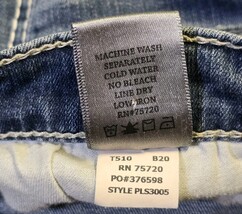 MACHINE WASH
SEPARATELY
COLD WATER
NO BLEACH
LINE DRY
LOW IRON
RN#75720
T510 B20
RN 75720
PO#376598
STYLE PLS3005